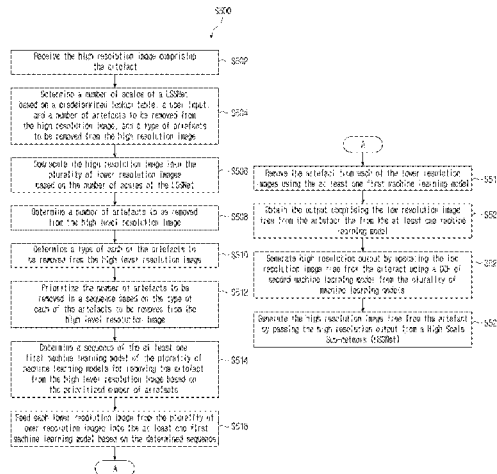 S500
Receive the high resolution image comprising
the artefact
S502
Determine a number of scales of a LSSNet
based on a predetermined lookup table, a user input,
and a number of artefacts to be removed from
the high resolution image, and a type of artefacts
to be removed from the high resolution image
S504
the high resolution image into the
plurality of lower resolution images
based on the number of scales of the LSSNet
S506
Determine a number of artefacts to be removed
from the high level resolution image
S508
Determine a type of each of the artefacts to
be removed from the high level resolution image
S510
Prioritize the number of artefacts to be
removed in a sequence based on the type of
each of the artefacts to be removed from the
high level resolution image
S512
Determine a sequence of the at least one
first machine learning model of the plurality of
machine learning models for removing the artefact
from the high level resolution image based on
the prioritized number of artefacts
S514
Feed each lower resolution image from the plurality of
lower resolution images into the at least one first
machine learning model based on the determined sequence
S516
A
A
Remove the artefact from each of the lower resolution
images using the at least one first machine learning model
Obtain the output comprising the low resolution image
free from the artefact from the at least one machine
learning model
Generate high resolution output by upscaling the low
resolution image free from the artefact using a
second machine learning model from the plurality of
machine learning models
Generate the high resolution image free from the artefact
by passing the high resolution output from a High Scale
Sub-network